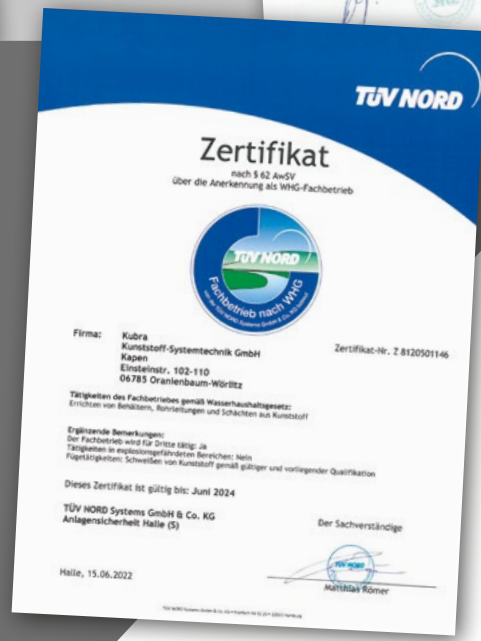 TÜV NORD
Zertifikat
nach § 62 AwSV
über die Anerkennung als WHG-Fachbetrieb
TÜV NORD
Fachbetrieb nach WHG
Firma:
Kubra
Kunststoff-Systemtechnik GmbH
Kapen
Einsteinstr. 102-110
06785 Oranienbaum-Wörlitz
Zertifikat-Nr. Z 8120501146
Tätigkeiten des Fachbetriebes gemäß Wasserhaushaltsgesetz:
Errichten von Behältern, Rohrleitungen und Schächten aus Kunststoff
Ergänzende Bemerkungen:
Der Fachbetrieb wird für Dritte tätig: Ja
Tätigkeiten in explosionsgefährdeten Bereichen: Nein
Fügetätigkeiten: Schweißen von Kunststoff gemäß gültiger und vorliegender Qualifikation
Dieses Zertifikat ist gültig bis: Juni 2024
TÜV NORD Systems GmbH & Co. KG
Anlagensicherheit Halle (S)
Der Sachverständige
TÜV NORD
Halle, 15.06.2022
Matthias Römer